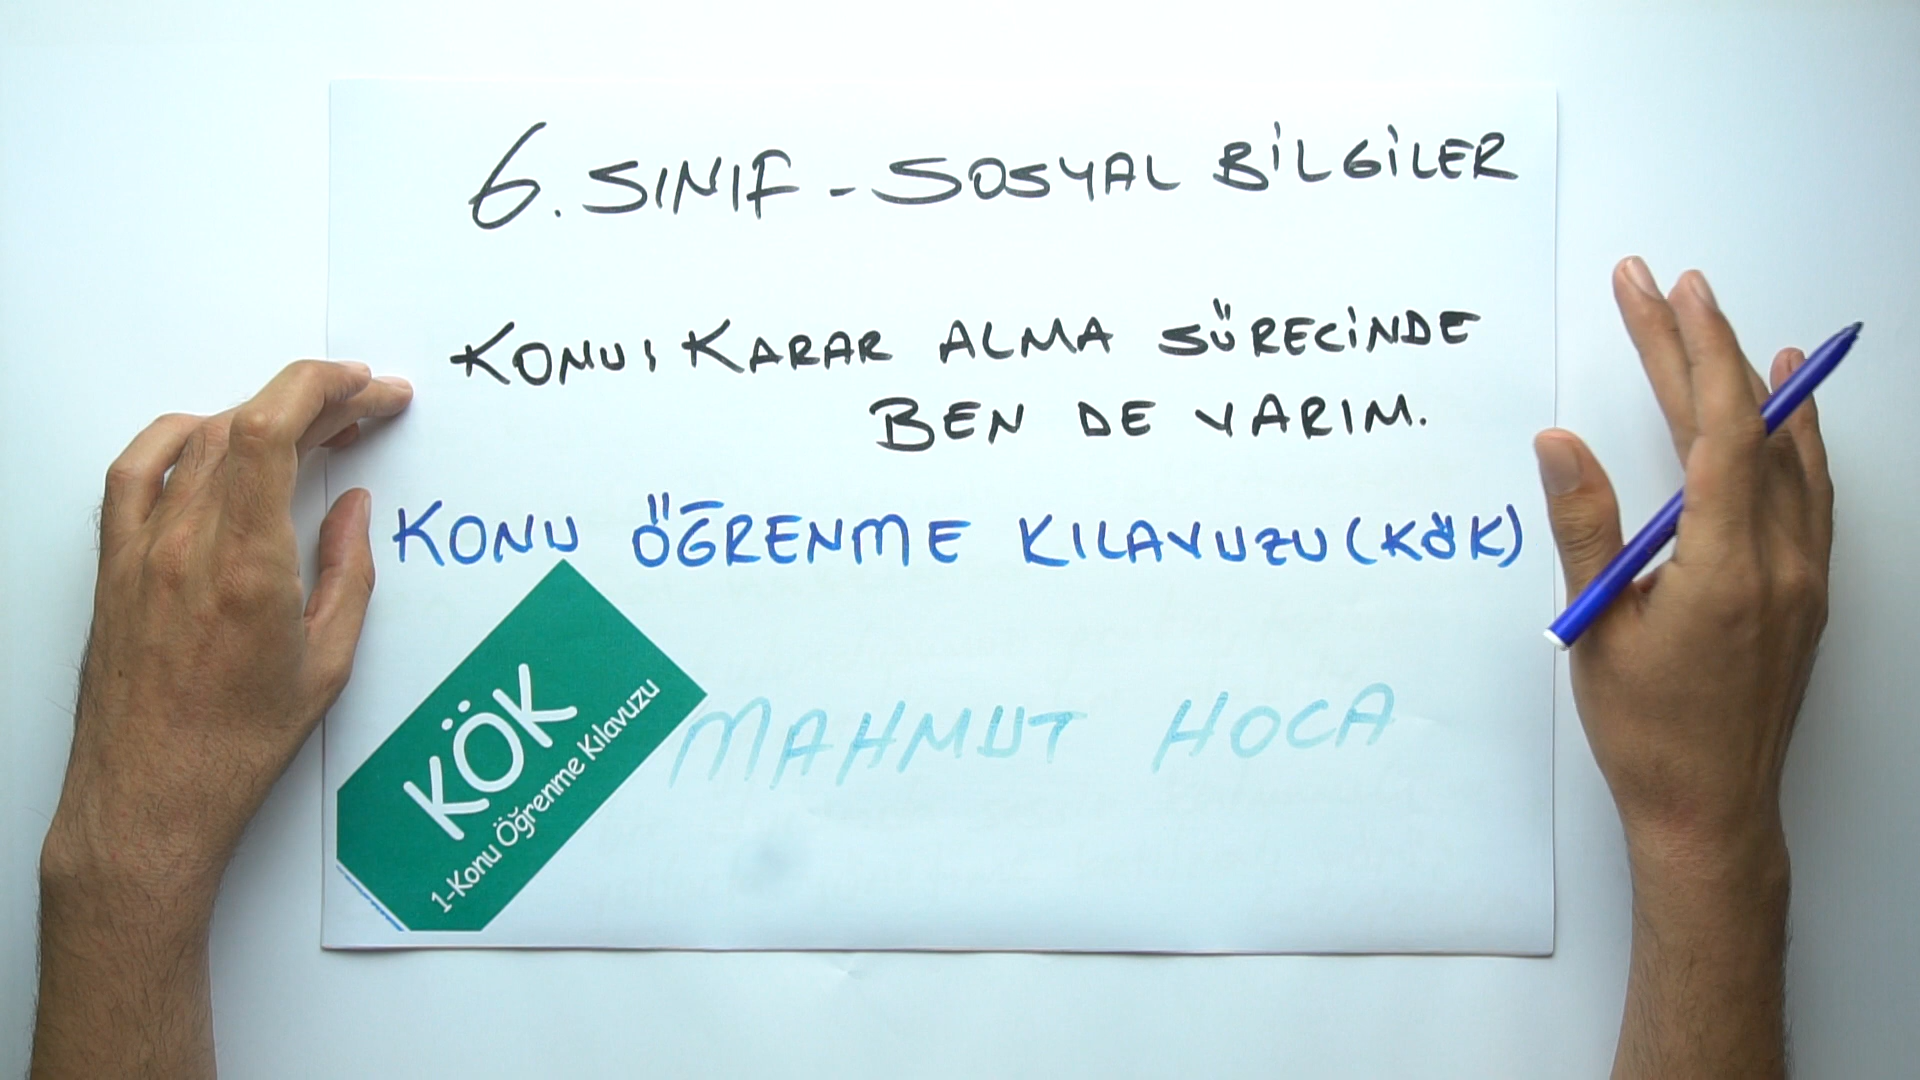 6. SINIF - SOSYAL BİLGİLER
KONU: KARAR ALMA SÜRECİNDE
BEN DE VARIM.
KONU ÖĞRENME KILAVUZU (KÖK)
MAHMUT HOCA
KÖK
1-Konu Öğrenme Kılavuzu